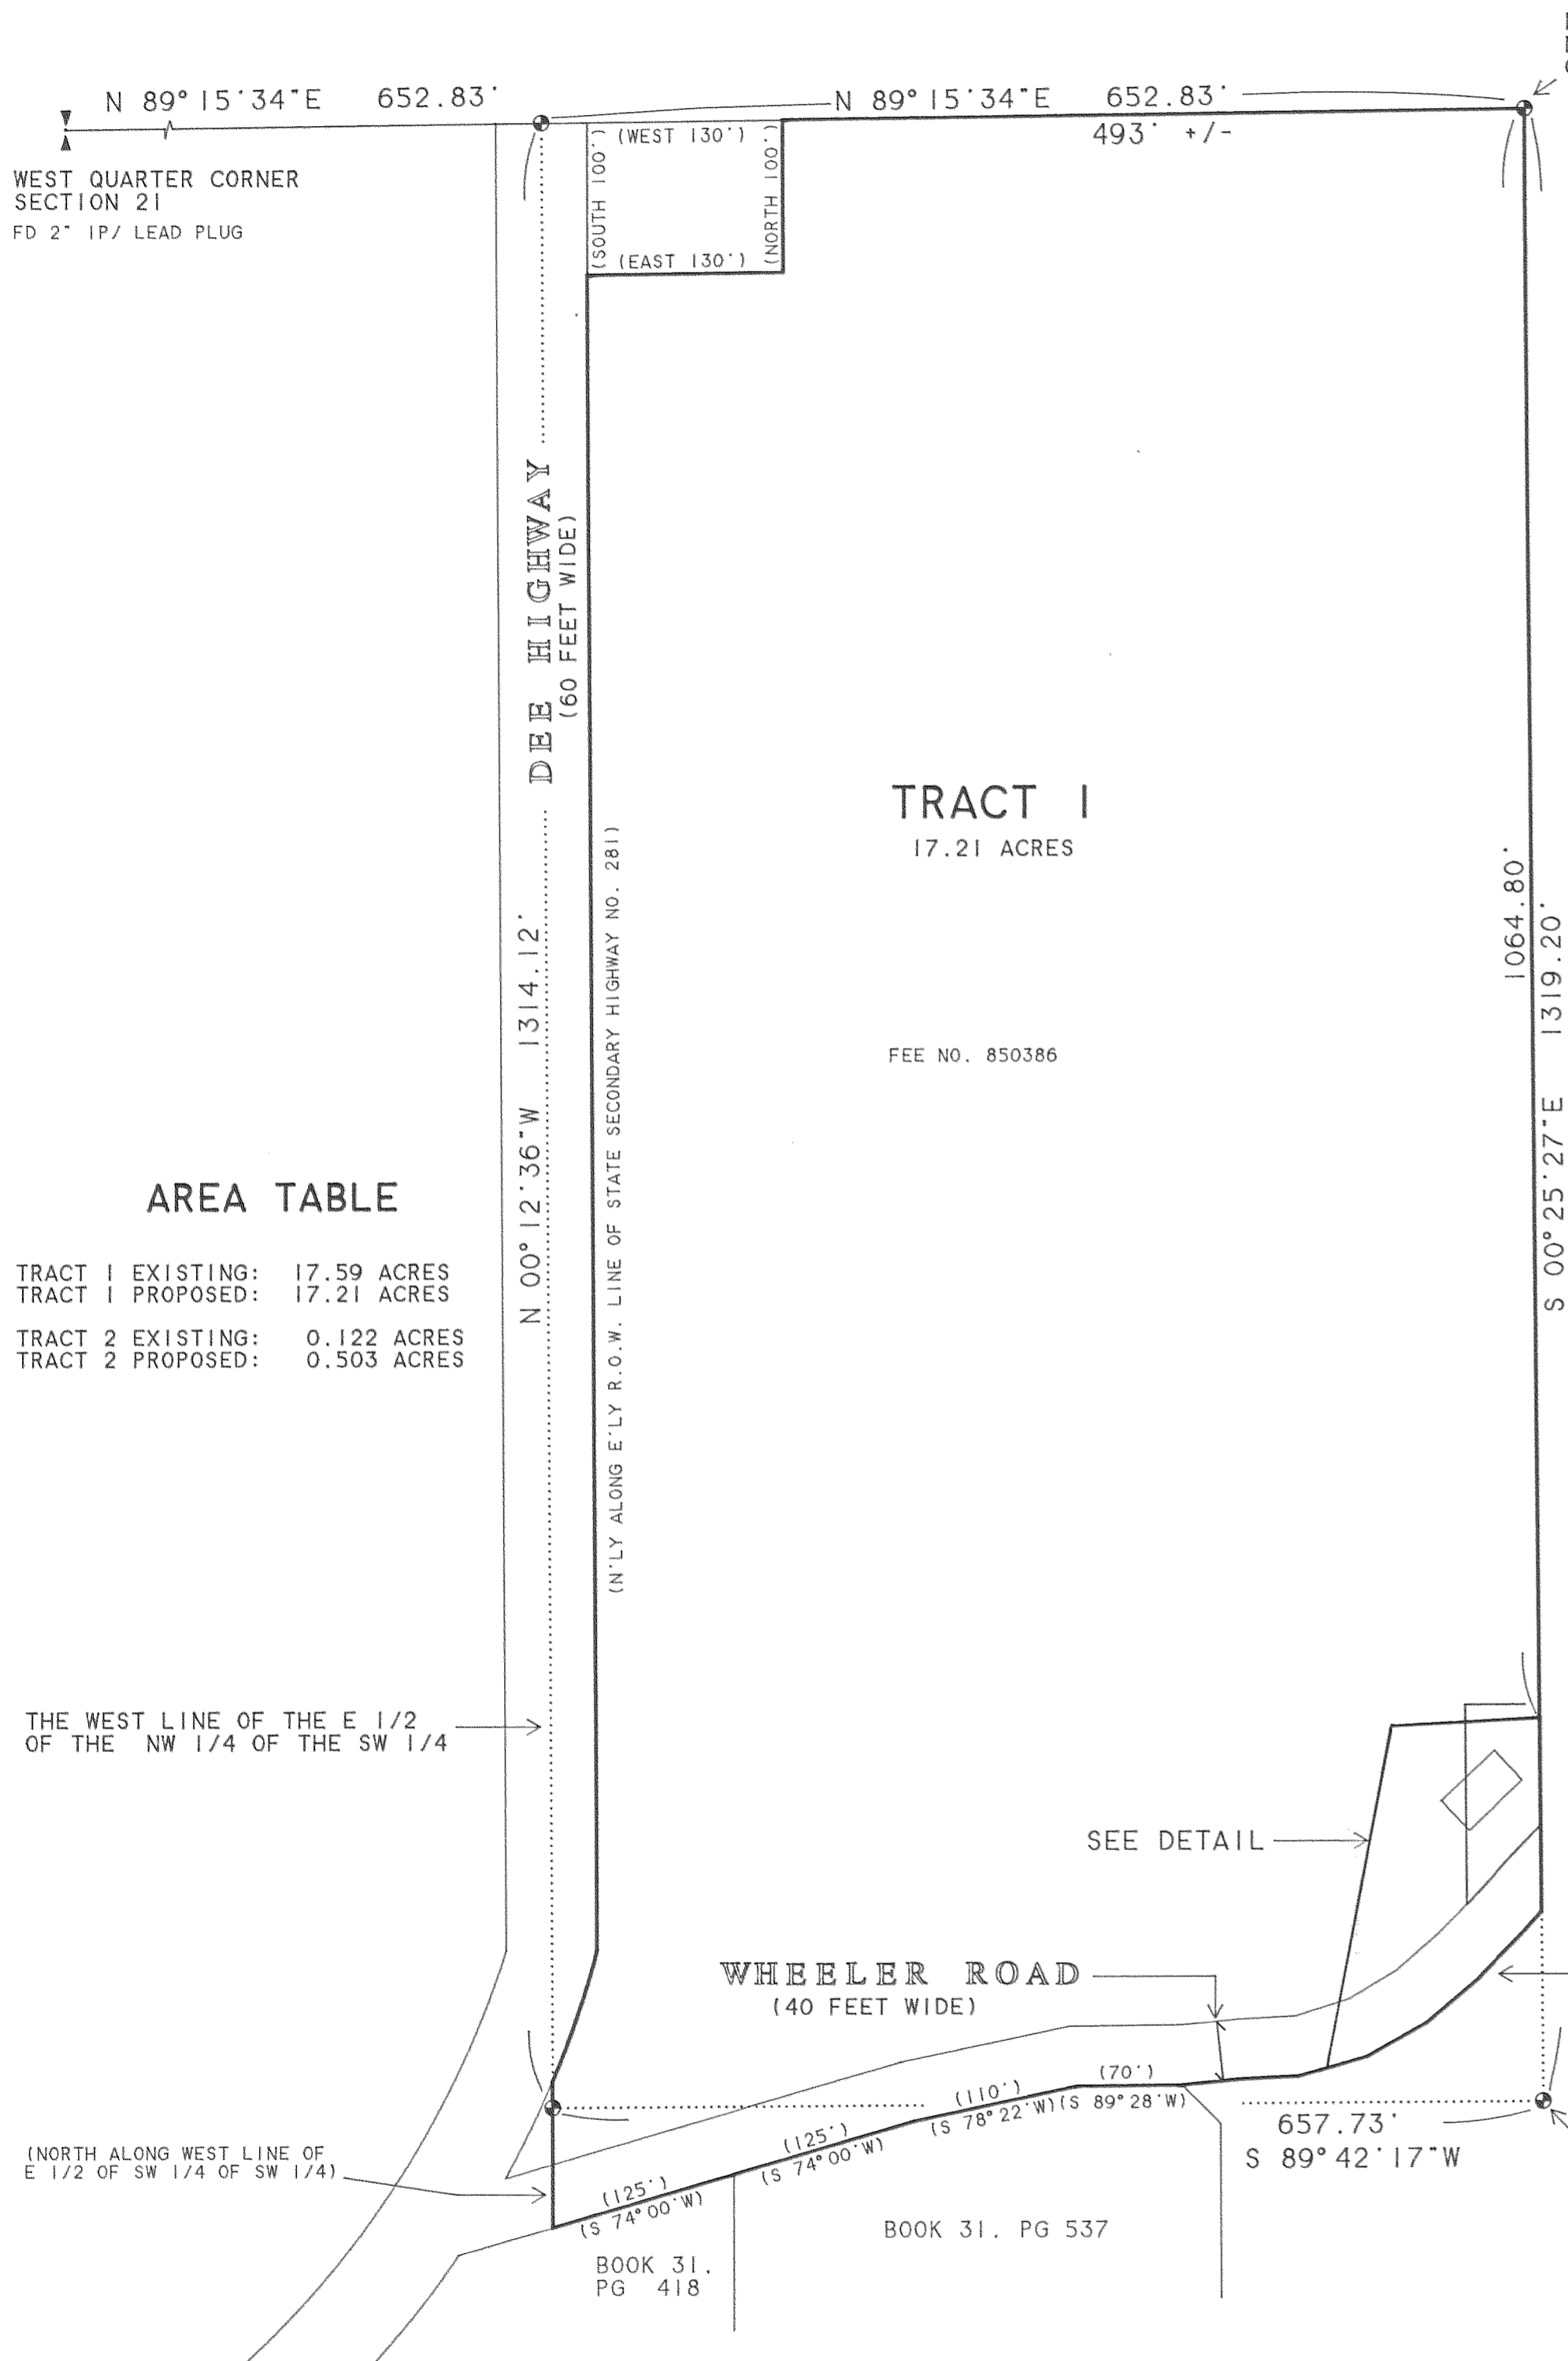 N 89° 15' 34" E 652.83'
N 89° 15' 34" E 652.83'
493' +/-
WEST QUARTER CORNER
SECTION 21
FD 2" IP/ LEAD PLUG
(WEST 130')
(SOUTH 100')
(NORTH 100')
(EAST 130')
DEE HIGHWAY
(60 FEET WIDE)
TRACT 1
17.21 ACRES
FEE NO. 850386
1064.80'
S 00° 25' 27" E 1319.20'
N 00° 12' 36" W 1314.12'
(N'LY ALONG E'LY R.O.W. LINE OF STATE SECONDARY HIGHWAY NO. 281)
AREA TABLE
TRACT 1 EXISTING: 17.59 ACRES
TRACT 1 PROPOSED: 17.21 ACRES
TRACT 2 EXISTING: 0.122 ACRES
TRACT 2 PROPOSED: 0.503 ACRES
THE WEST LINE OF THE E 1/2
OF THE NW 1/4 OF THE SW 1/4
SEE DETAIL
WHEELER ROAD
(40 FEET WIDE)
(70')
(S 89° 28' W)
(110')
(S 78° 22' W)
(125')
(S 74° 00' W)
(125')
(S 74° 00' W)
657.73'
S 89° 42' 17" W
(NORTH ALONG WEST LINE OF
E 1/2 OF SW 1/4 OF SW 1/4)
BOOK 31, PG 537
BOOK 31,
PG 418